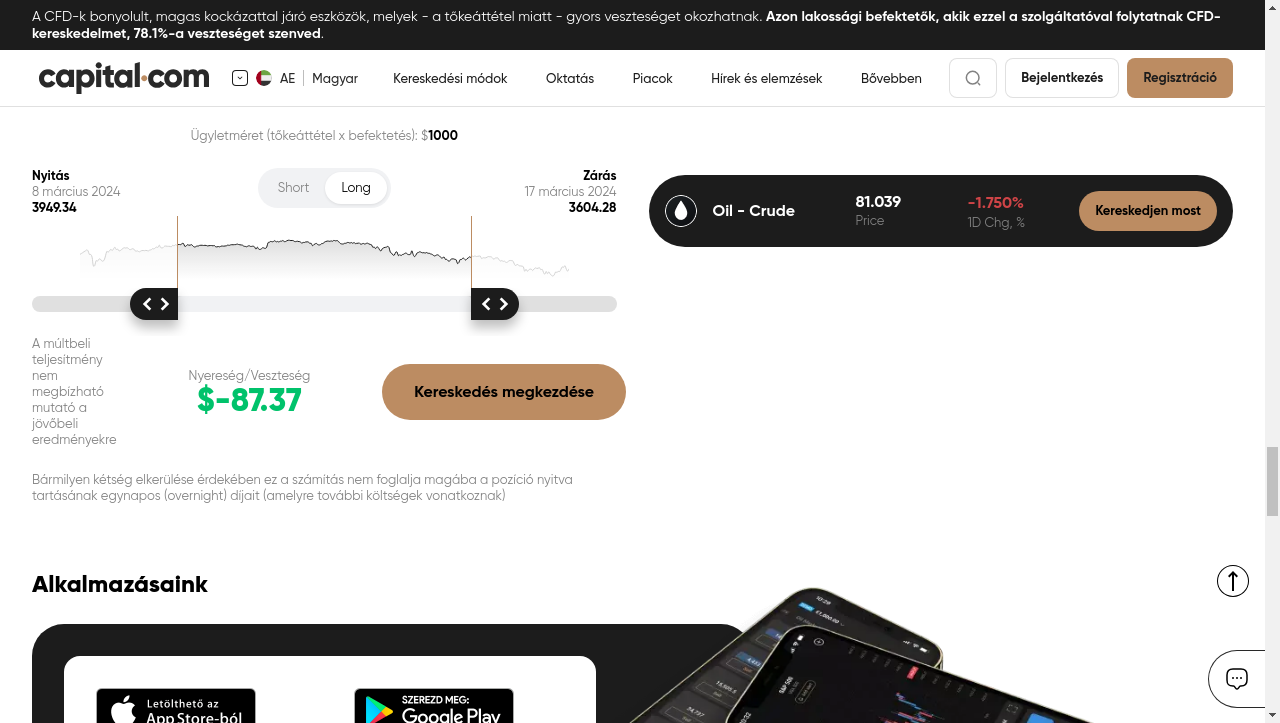 A CFD-k bonyolult, magas kockázattal járó eszközök, melyek - a tőkeáttétel miatt - gyors veszteséget okozhatnak. Azon lakossági befektetők, akik ezzel a szolgáltatóval folytatnak CFD-
kereskedelmet, 78.1%-a veszteséget szenved.
capital.com
AE
Magyar
Kereskedési módok
Oktatás
Piacok
Hírek és elemzések
Bővebben
Bejelentkezés
Regisztráció
Ügyletméret (tőkeáttétel x befektetés): $1000
Nyitás
8 március 2024
3949.34
Short
Long
Zárás
17 március 2024
3604.28
Oil - Crude
81.039
Price
-1.750%
1D Chg, %
Kereskedjen most
A múltbeli
teljesítmény
nem
megbízható
mutató a
jövőbeli
eredményekre
Nyereség/Veszteség
$-87.37
Kereskedés megkezdése
Bármilyen kétség elkerülése érdekében ez a számítás nem foglalja magába a pozíció nyitva
tartásának egynapos (overnight) díjait (amelyre további költségek vonatkoznak)
Alkalmazásaink
Letölthető az
App Store-ból
SZEREZD MEG:
Google Play